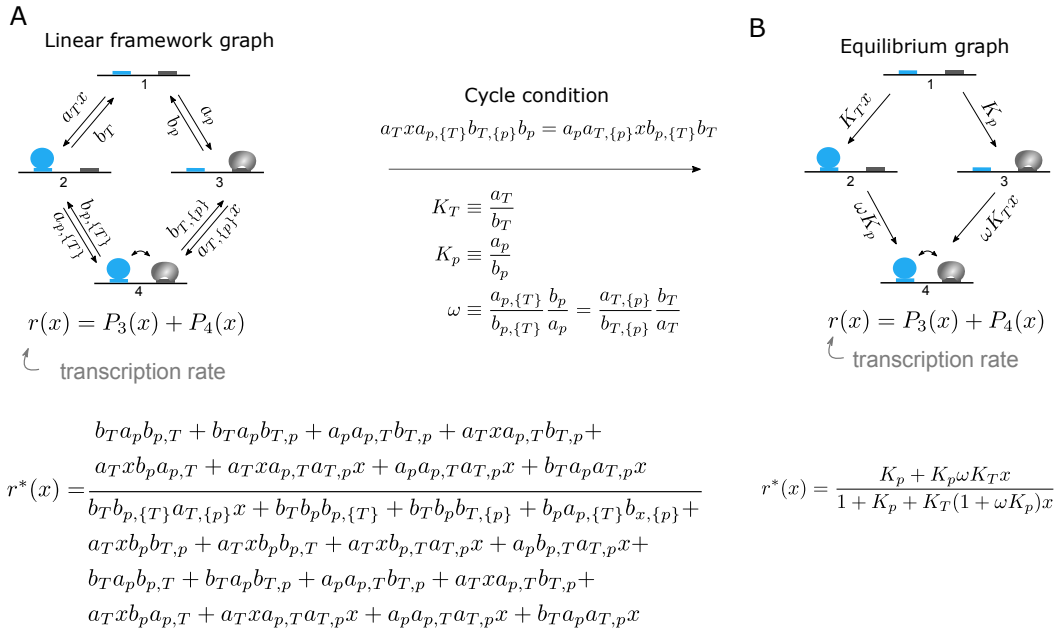 A
Linear framework graph
1
a_T x
b_T
a_p
b_p
2
3
b_{p,{T}}
a_{p,{T}}
b_{T,{p}}
a_{T,{p}} x
4
r(x) = P_3(x) + P_4(x)
transcription rate
Cycle condition
a_T x a_{p,{T}} b_{T,{p}} b_p = a_p a_{T,{p}} x b_{p,{T}} b_T
K_T ≡ a_T / b_T
K_p ≡ a_p / b_p
ω ≡ a_{p,{T}} / b_{p,{T}} b_p / a_p = a_{T,{p}} / b_{T,{p}} b_T / a_T
B
Equilibrium graph
1
K_T x
K_p
2
3
ωK_p
ωK_T x
4
r(x) = P_3(x) + P_4(x)
transcription rate
b_T a_p b_{p,T} + b_T a_p b_{T,p} + a_p a_{p,T} b_{T,p} + a_T x a_{p,T} b_{T,p} +
a_T x b_p a_{p,T} + a_T x a_{p,T} a_{T,p} x + a_p a_{p,T} a_{T,p} x + b_T a_p a_{T,p} x
r*(x) =
b_T b_{p,{T}} a_{T,{p}} x + b_T b_p b_{p,{T}} + b_T b_p b_{T,{p}} + b_p a_{p,{T}} b_{x,{p}} +
a_T x b_p b_{T,p} + a_T x b_p b_{p,T} + a_T x b_{p,T} a_{T,p} x + a_p b_{p,T} a_{T,p} x +
b_T a_p b_{p,T} + b_T a_p b_{T,p} + a_p a_{p,T} b_{T,p} + a_T x a_{p,T} b_{T,p} +
a_T x b_p a_{p,T} + a_T x a_{p,T} a_{T,p} x + a_p a_{p,T} a_{T,p} x + b_T a_p a_{T,p} x
r*(x) = K_p + K_p ωK_T x / 1 + K_p + K_T(1 + ωK_p)x